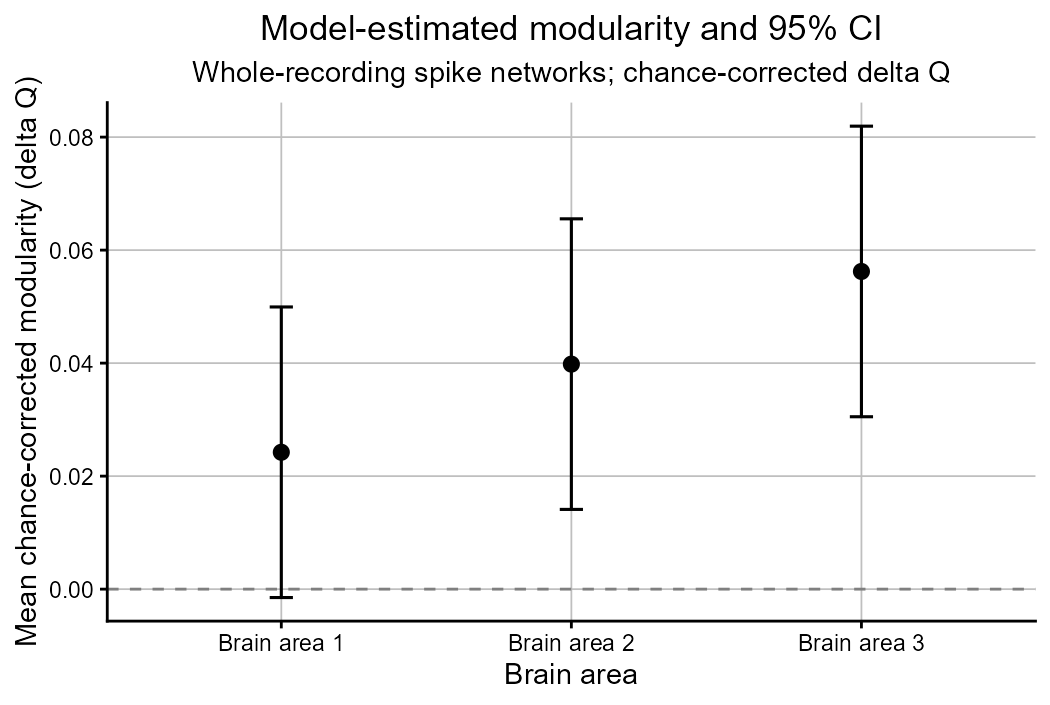 Model-estimated modularity and 95% CI
Whole-recording spike networks; chance-corrected delta Q
Mean chance-corrected modularity (delta Q)
0.08
0.06
0.04
0.02
0.00
Brain area 1
Brain area 2
Brain area 3
Brain area